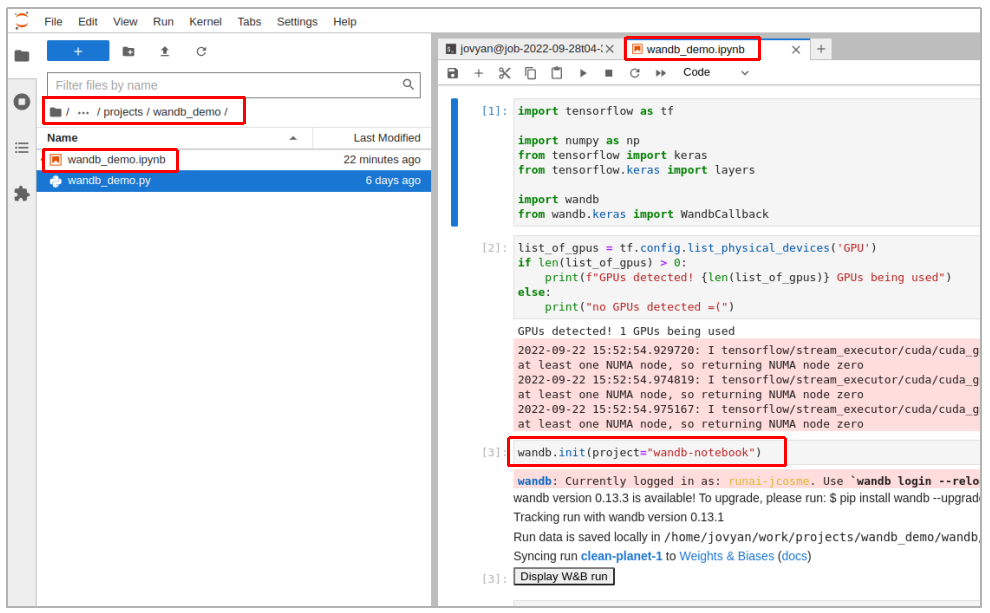 File Edit View Run Kernel Tabs Settings Help
+
Filter files by name
/ ··· / projects / wandb_demo /
Name Last Modified
wandb_demo.ipynb 22 minutes ago
wandb_demo.py 6 days ago
jovyan@job-2022-09-28t04-
wandb_demo.ipynb
Code
[1]: import tensorflow as tf
import numpy as np
from tensorflow import keras
from tensorflow.keras import layers
import wandb
from wandb.keras import WandbCallback
[2]: list_of_gpus = tf.config.list_physical_devices('GPU')
if len(list_of_gpus) > 0:
    print(f"GPUs detected! {len(list_of_gpus)} GPUs being used")
else:
    print("no GPUs detected =(")
GPUs detected! 1 GPUs being used
2022-09-22 15:52:54.929720: I tensorflow/stream_executor/cuda/cuda_g
at least one NUMA node, so returning NUMA node zero
2022-09-22 15:52:54.974819: I tensorflow/stream_executor/cuda/cuda_g
at least one NUMA node, so returning NUMA node zero
2022-09-22 15:52:54.975167: I tensorflow/stream_executor/cuda/cuda_g
at least one NUMA node, so returning NUMA node zero
[3]: wandb.init(project="wandb-notebook")
wandb: Currently logged in as: runai-jcosme. Use `wandb login --relo
wandb version 0.13.3 is available! To upgrade, please run: $ pip install wandb --upgrade
Tracking run with wandb version 0.13.1
Run data is saved locally in /home/jovyan/work/projects/wandb_demo/wandb/
Syncing run clean-planet-1 to Weights & Biases (docs)
[3]: Display W&B run